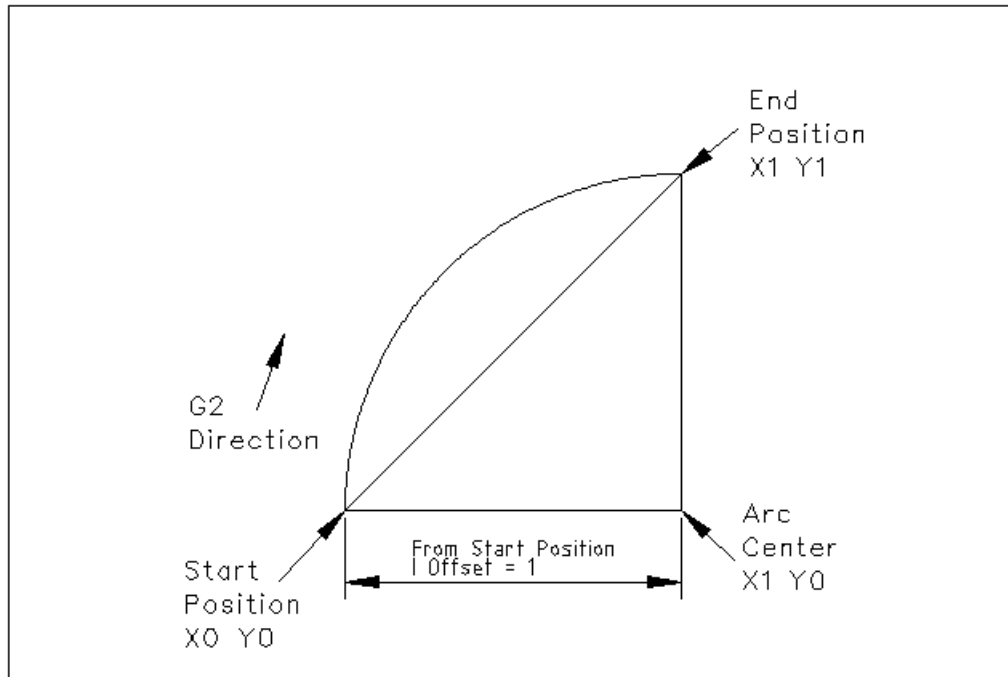 End
Position
X1 Y1
G2
Direction
Arc
Center
X1 Y0
From Start Position
I Offset = 1
Start
Position
X0 Y0